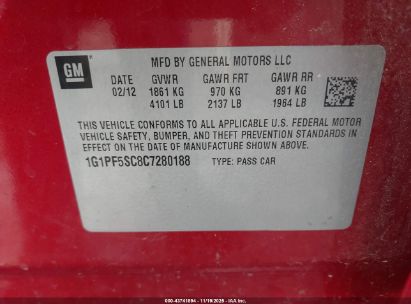 GM
MFD BY GENERAL MOTORS LLC
DATE GVWR GAWR FRT GAWR RR
02/12 1861 KG 970 KG 891 KG
4101 LB 2137 LB 1964 LB
THIS VEHICLE CONFORMS TO ALL APPLICABLE U.S. FEDERAL MOTOR
VEHICLE SAFETY, BUMPER, AND THEFT PREVENTION STANDARDS IN
EFFECT ON THE DATE OF MANUFACTURE SHOWN ABOVE.
1G1PF5SC8C7280188 TYPE: PASS CAR